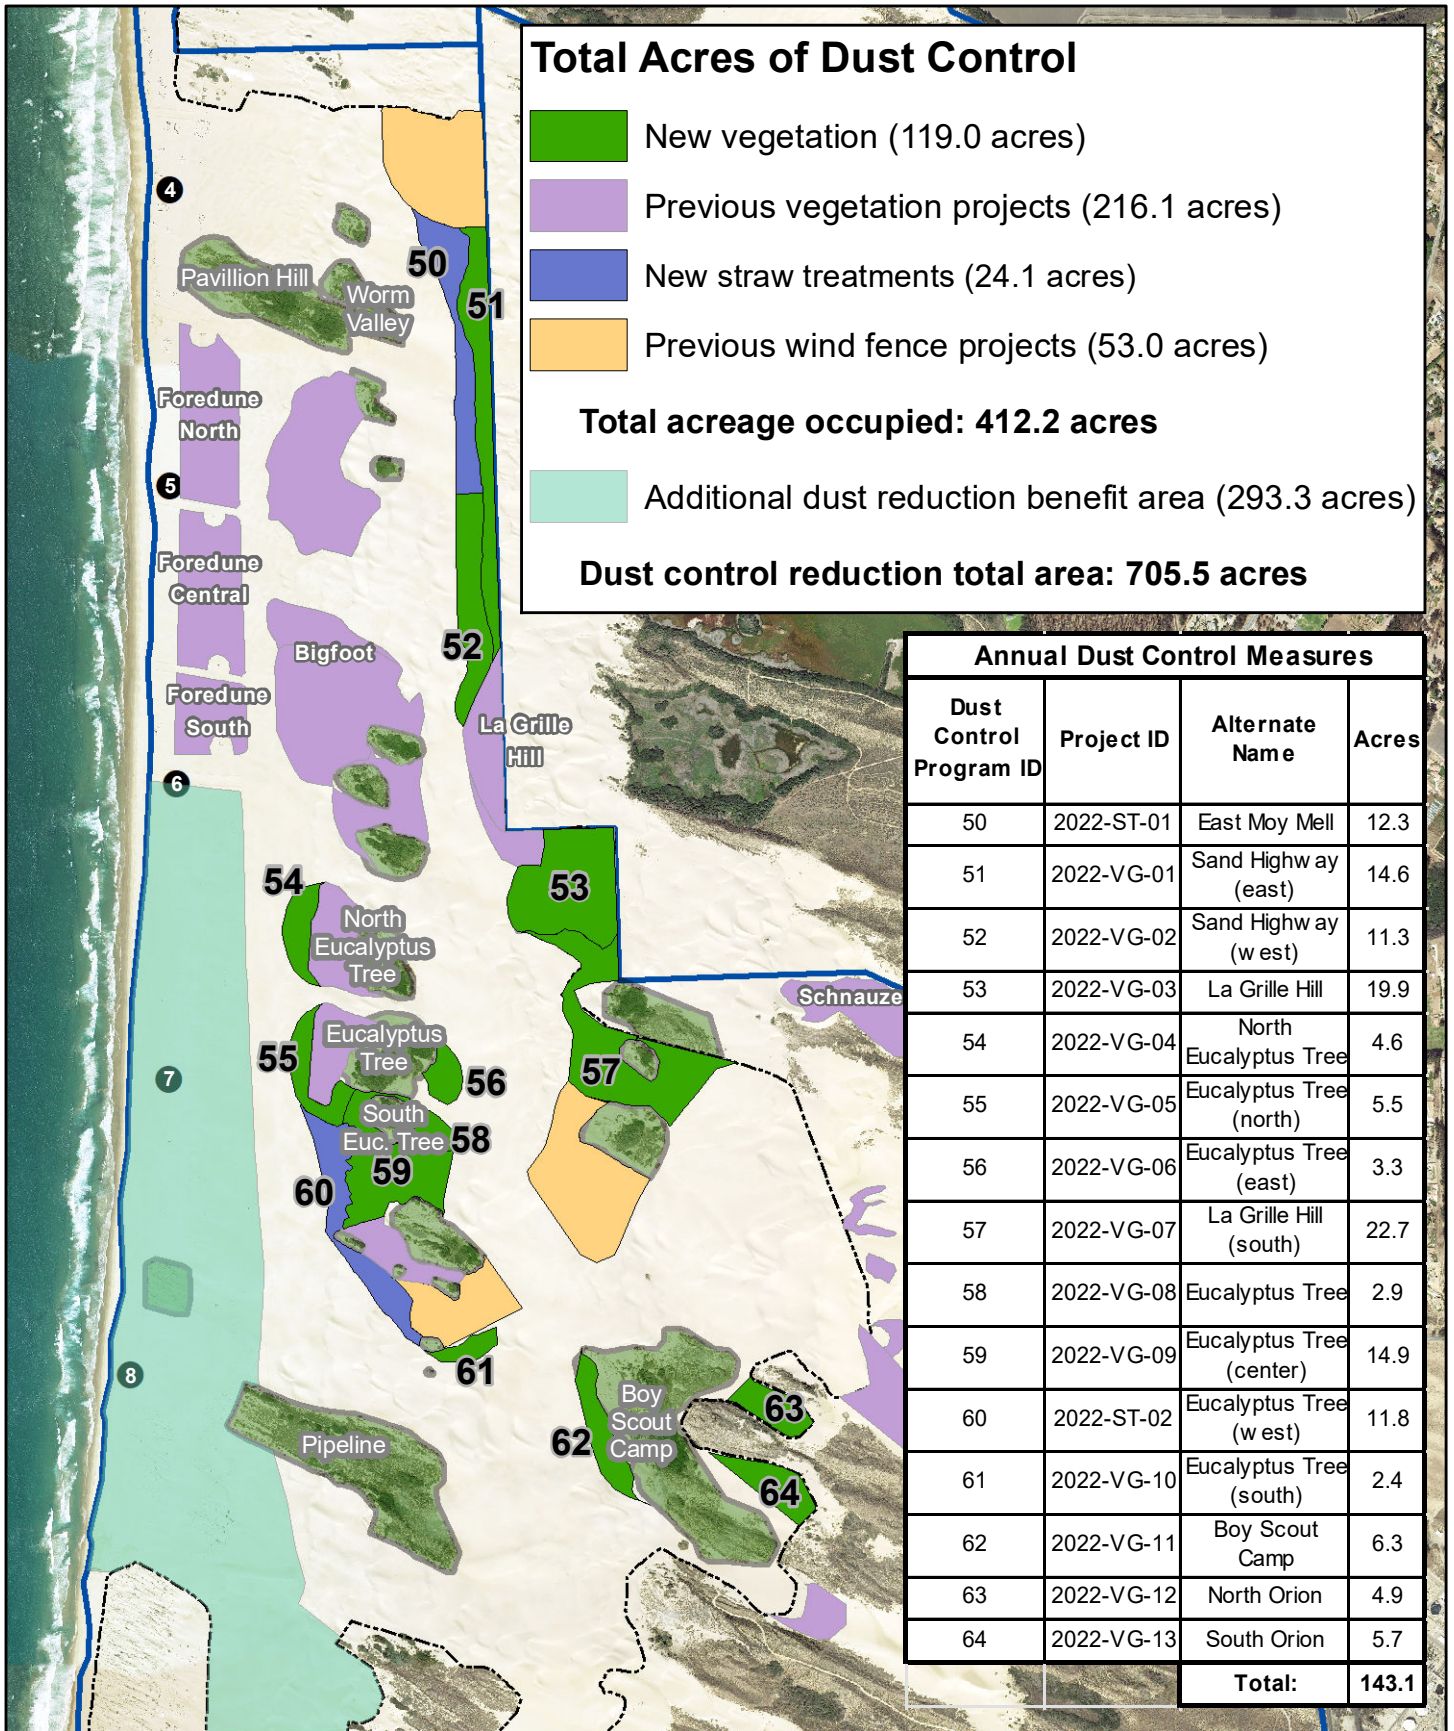 Total Acres of Dust Control
New vegetation (119.0 acres)
Previous vegetation projects (216.1 acres)
New straw treatments (24.1 acres)
Previous wind fence projects (53.0 acres)
Total acreage occupied: 412.2 acres
Additional dust reduction benefit area (293.3 acres)
Dust control reduction total area: 705.5 acres
4
50
Pavillion Hill
Worm
Valley
51
Foredune
North
5
Foredune
Central
52
Bigfoot
Foredune
South
La Grille
Hill
6
54
53
North
Eucalyptus
Tree
Schnauze
55
Eucalyptus
Tree
56
57
7
South
Euc. Tree
58
59
60
61
8
Boy
Scout
Camp
62
63
64
Pipeline
Annual Dust Control Measures
Dust
Control
Program ID
Project ID
Alternate
Name
Acres
50 2022-ST-01 East Moy Mell 12.3
51 2022-VG-01 Sand Highway
(east) 14.6
52 2022-VG-02 Sand Highway
(west) 11.3
53 2022-VG-03 La Grille Hill 19.9
54 2022-VG-04 North
Eucalyptus Tree 4.6
55 2022-VG-05 Eucalyptus Tree
(north) 5.5
56 2022-VG-06 Eucalyptus Tree
(east) 3.3
57 2022-VG-07 La Grille Hill
(south) 22.7
58 2022-VG-08 Eucalyptus Tree 2.9
59 2022-VG-09 Eucalyptus Tree
(center) 14.9
60 2022-ST-02 Eucalyptus Tree
(west) 11.8
61 2022-VG-10 Eucalyptus Tree
(south) 2.4
62 2022-VG-11 Boy Scout
Camp 6.3
63 2022-VG-12 North Orion 4.9
64 2022-VG-13 South Orion 5.7
Total: 143.1